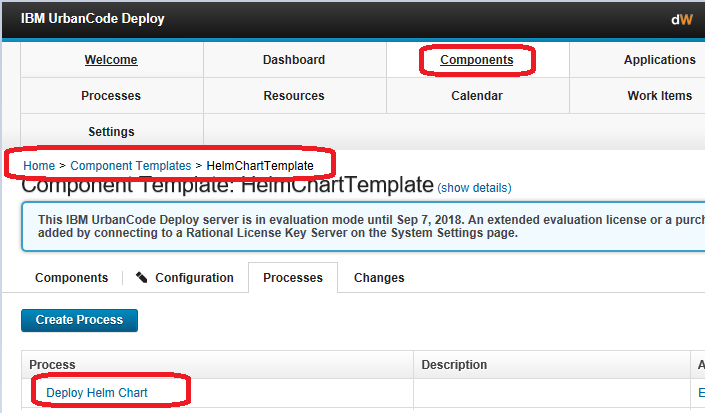 IBM UrbanCode Deploy dW
Welcome Dashboard Components Applications
Processes Resources Calendar Work Items
Settings
Home > Component Templates > HelmChartTemplate
Component Template: HelmChartTemplate (show details)
This IBM UrbanCode Deploy server is in evaluation mode until Sep 7, 2018. An extended evaluation license or a purch
added by connecting to a Rational License Key Server on the System Settings page.
Components Configuration Processes Changes
Create Process
Process Description A
Deploy Helm Chart E